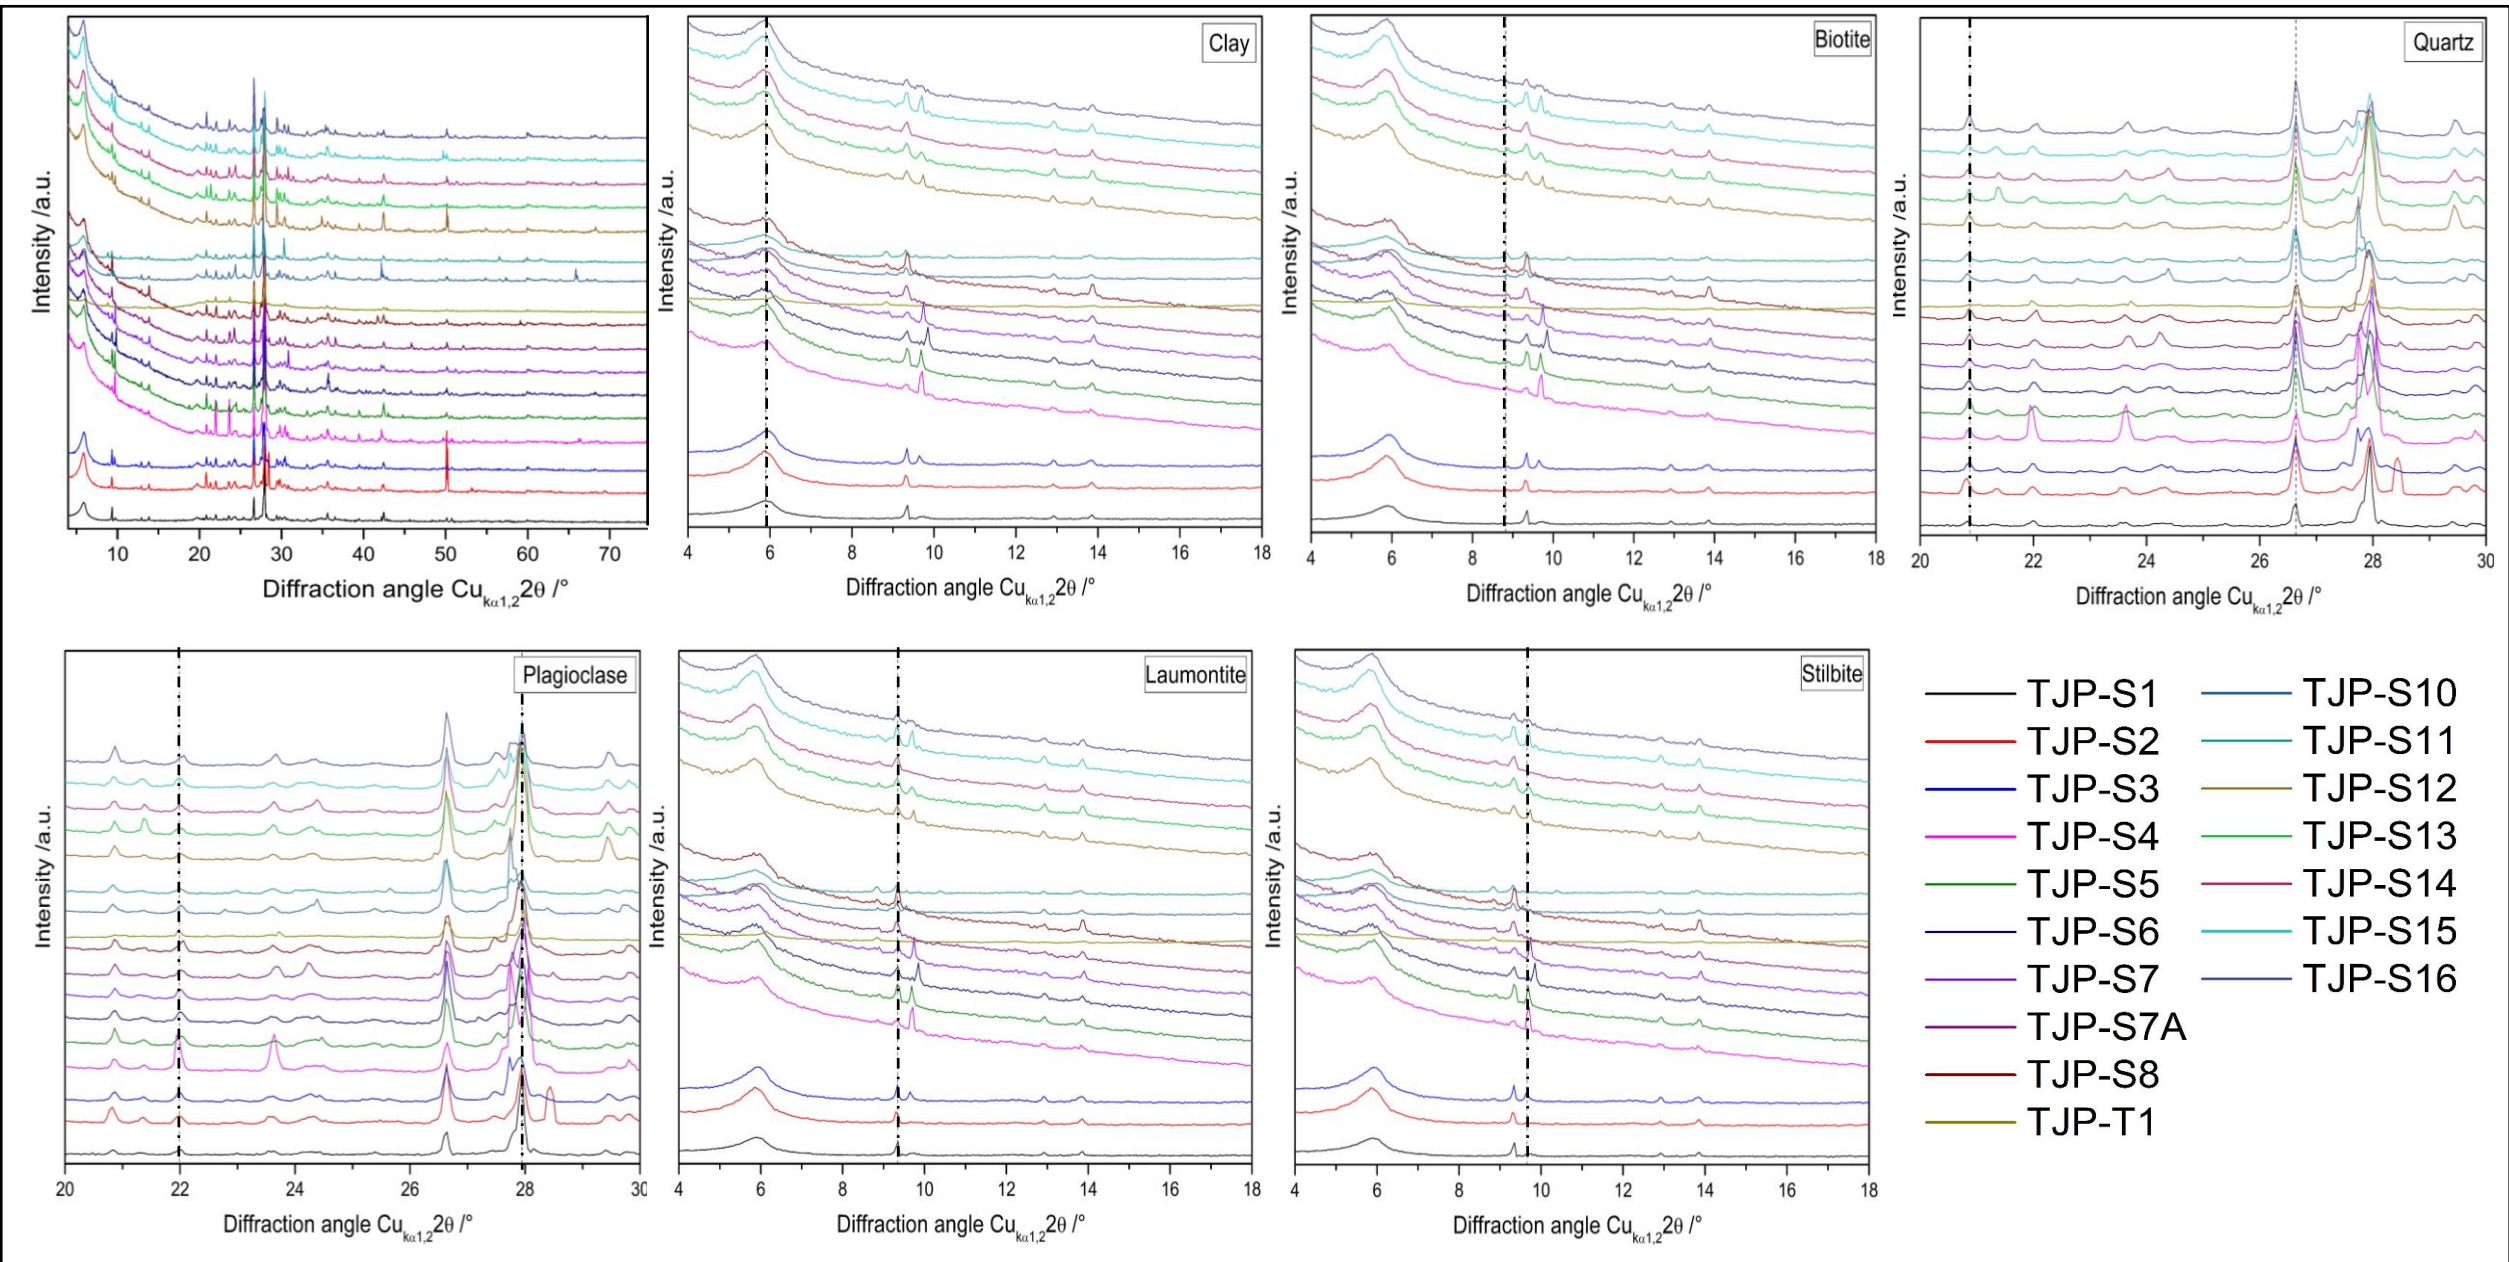 Intensity /a.u.
10 20 30 40 50 60 70
Diffraction angle Cukα1,22θ /°
Clay
Intensity /a.u.
4 6 8 10 12 14 16 18
Diffraction angle Cukα1,22θ /°
Biotite
Intensity /a.u.
4 6 8 10 12 14 16 18
Diffraction angle Cukα1,22θ /°
Quartz
Intensity /a.u.
20 22 24 26 28 30
Diffraction angle Cukα1,22θ /°
Plagioclase
Intensity /a.u.
20 22 24 26 28 30
Diffraction angle Cukα1,22θ /°
Laumontite
Intensity /a.u.
4 6 8 10 12 14 16 18
Diffraction angle Cukα1,22θ /°
Stilbite
Intensity /a.u.
4 6 8 10 12 14 16 18
Diffraction angle Cukα1,22θ /°
TJP-S1
TJP-S2
TJP-S3
TJP-S4
TJP-S5
TJP-S6
TJP-S7
TJP-S7A
TJP-S8
TJP-T1
TJP-S10
TJP-S11
TJP-S12
TJP-S13
TJP-S14
TJP-S15
TJP-S16